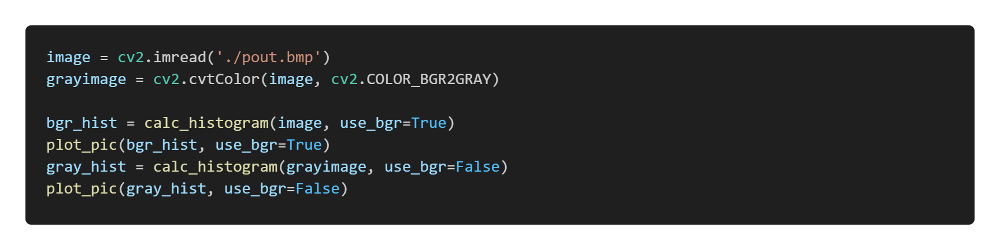 image = cv2.imread('./pout.bmp')
grayimage = cv2.cvtColor(image, cv2.COLOR_BGR2GRAY)
bgr_hist = calc_histogram(image, use_bgr=True)
plot_pic(bgr_hist, use_bgr=True)
gray_hist = calc_histogram(grayimage, use_bgr=False)
plot_pic(gray_hist, use_bgr=False)